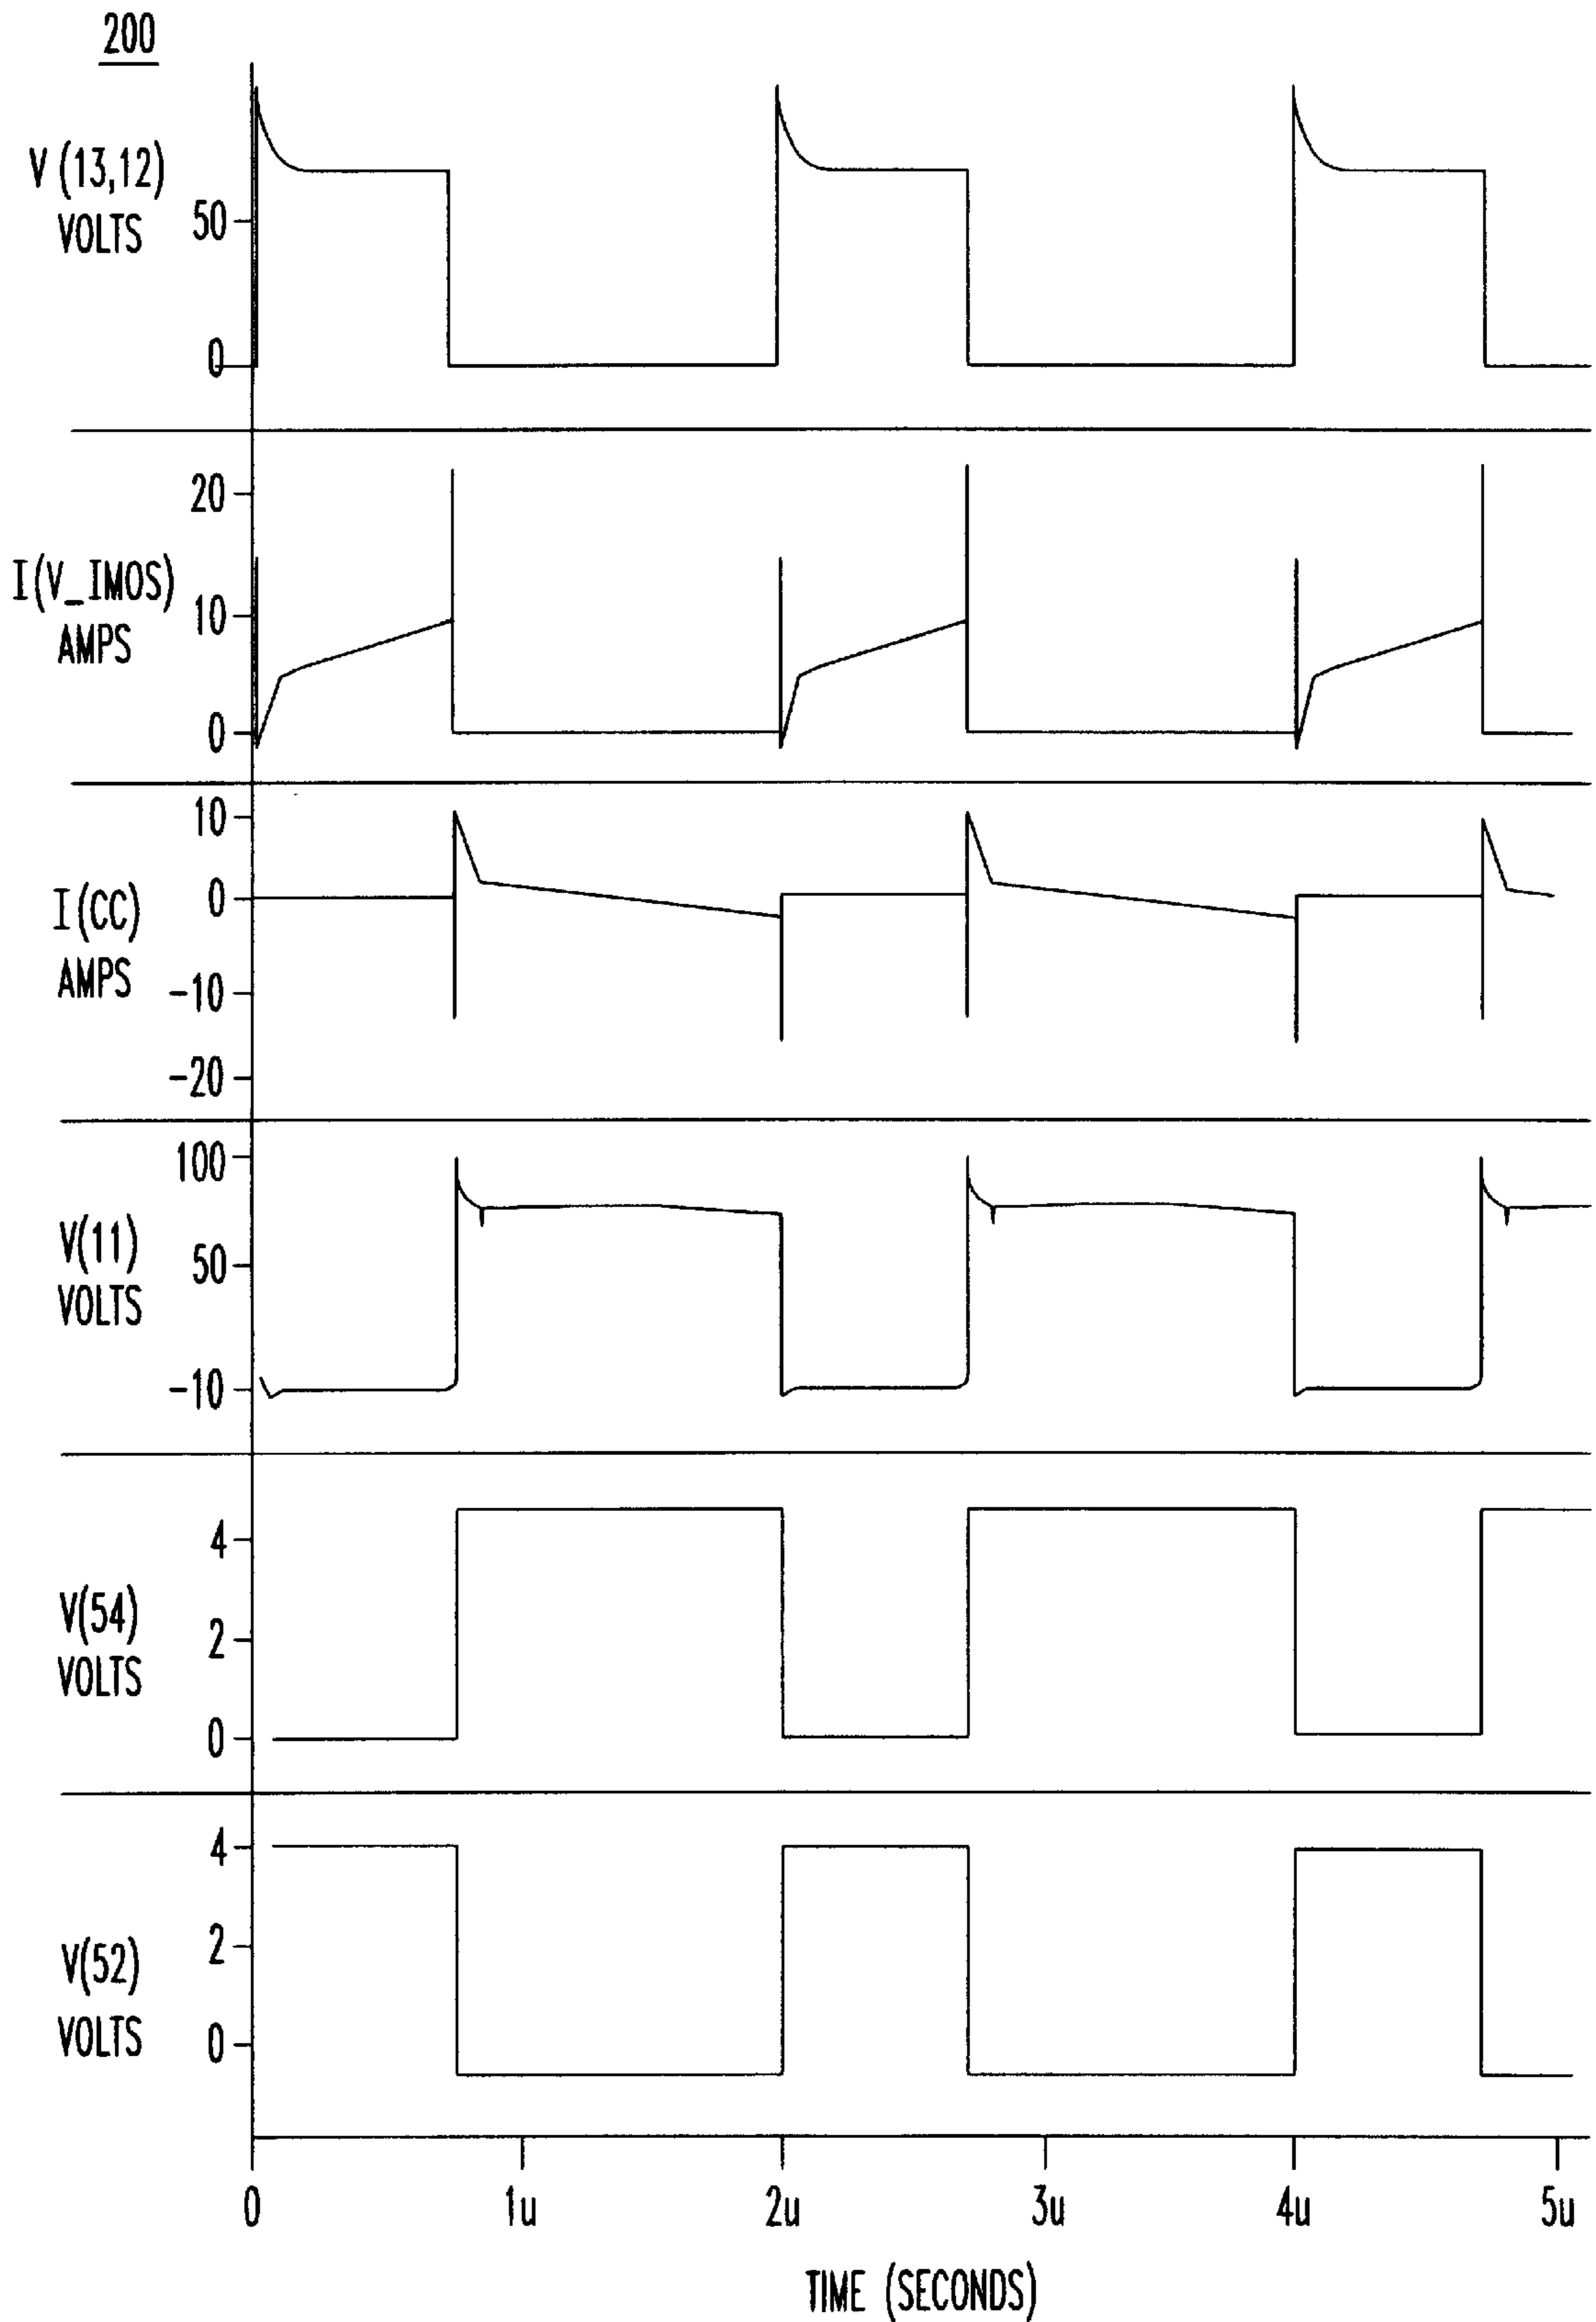 200
V (13,12)
VOLTS
50
0
I(V_IMOS)
AMPS
20
10
0
I(CC)
AMPS
10
0
-10
-20
V(11)
VOLTS
100
50
-10
V(54)
VOLTS
4
2
0
V(52)
VOLTS
4
2
0
0 1u 2u 3u 4u 5u
TIME (SECONDS)